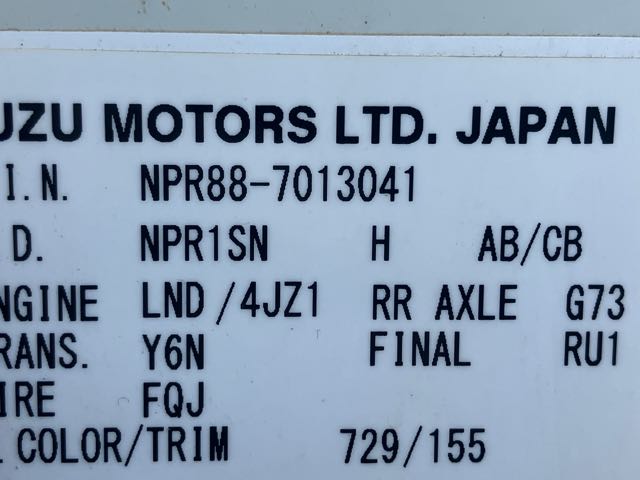 UZU MOTORS LTD. JAPAN
I.N. NPR88-7013041
D. NPR1SN H AB/CB
NGINE LND/4JZ1 RR AXLE G73
RANS. Y6N FINAL RU1
IRE FQJ
COLOR/TRIM 729/155